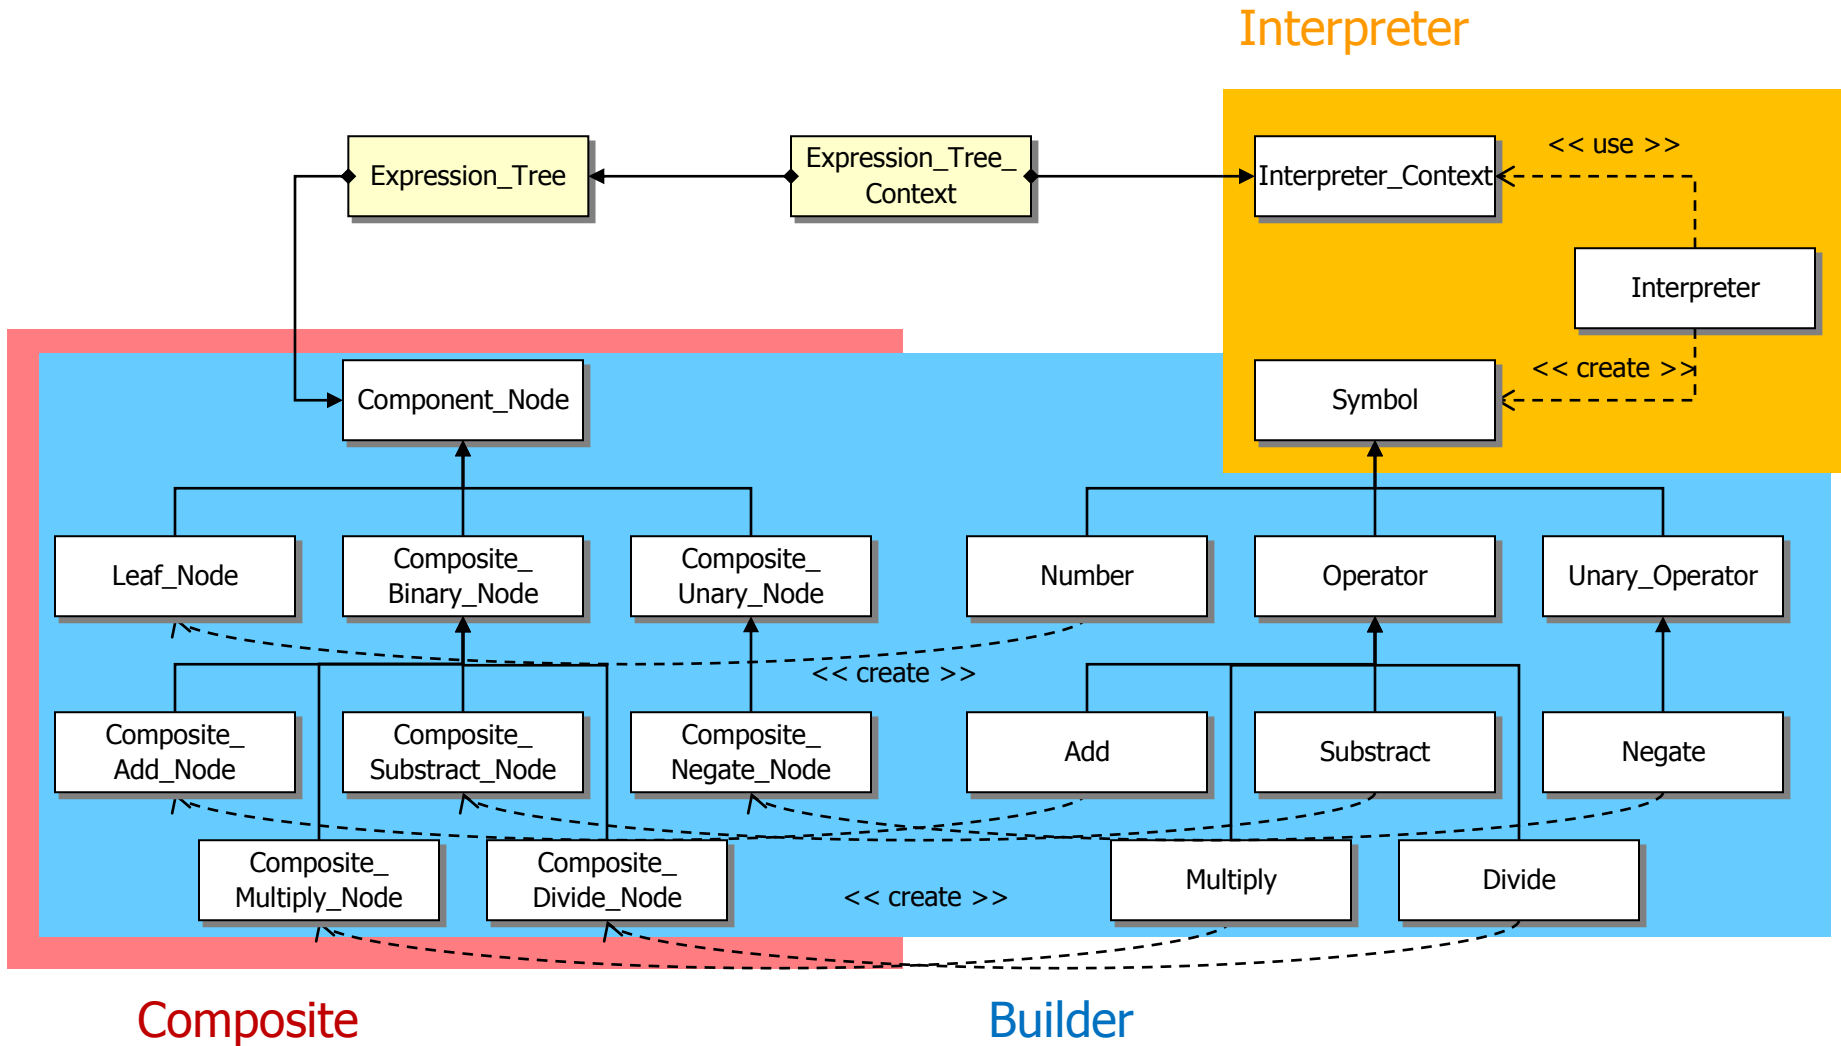 Interpreter
Expression_Tree
Expression_Tree_
Context
Interpreter_Context
<< use >>
Interpreter
Component_Node
Symbol
<< create >>
Leaf_Node
Composite_
Binary_Node
Composite_
Unary_Node
Number
Operator
Unary_Operator
<< create >>
Composite_
Add_Node
Composite_
Substract_Node
Composite_
Negate_Node
Add
Substract
Negate
Composite_
Multiply_Node
Composite_
Divide_Node
<< create >>
Multiply
Divide
Composite
Builder